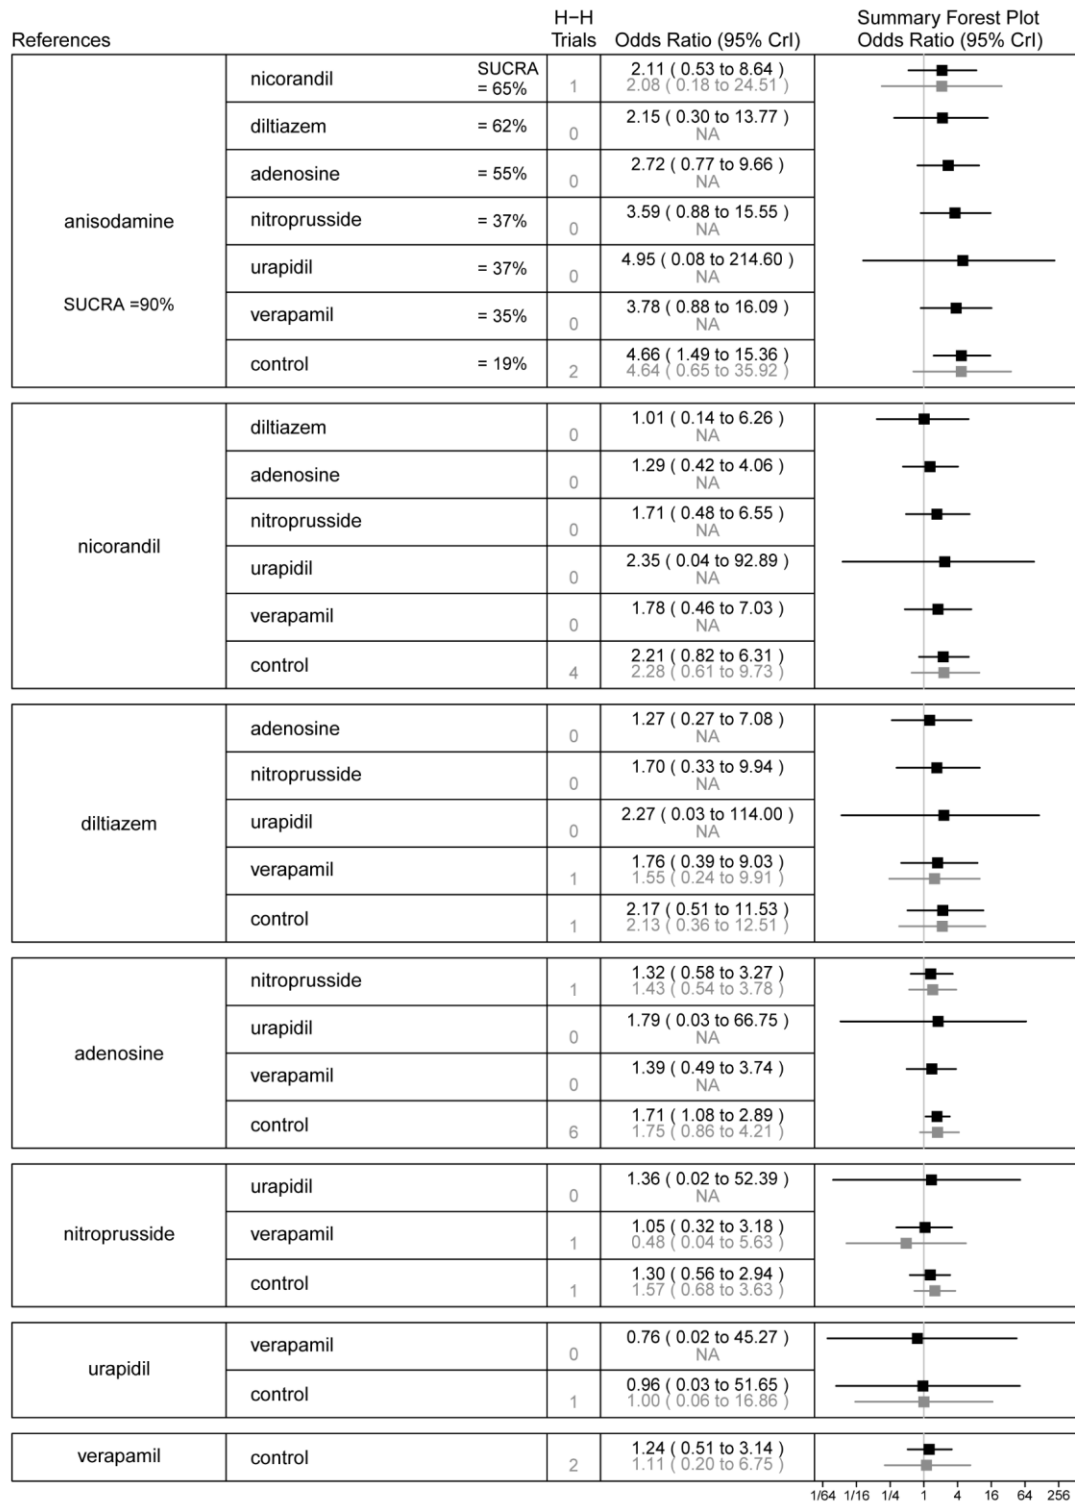 References H−H Trials Odds Ratio (95% CrI) Summary Forest Plot Odds Ratio (95% CrI)
anisodamine
SUCRA =90%
nicorandil SUCRA = 65% 1 2.11 ( 0.53 to 8.64 )
2.08 ( 0.18 to 24.51 )
diltiazem = 62% 0 2.15 ( 0.30 to 13.77 )
NA
adenosine = 55% 0 2.72 ( 0.77 to 9.66 )
NA
nitroprusside = 37% 0 3.59 ( 0.88 to 15.55 )
NA
urapidil = 37% 0 4.95 ( 0.08 to 214.60 )
NA
verapamil = 35% 0 3.78 ( 0.88 to 16.09 )
NA
control = 19% 2 4.66 ( 1.49 to 15.36 )
4.64 ( 0.65 to 35.92 )
nicorandil
diltiazem 0 1.01 ( 0.14 to 6.26 )
NA
adenosine 0 1.29 ( 0.42 to 4.06 )
NA
nitroprusside 0 1.71 ( 0.48 to 6.55 )
NA
urapidil 0 2.35 ( 0.04 to 92.89 )
NA
verapamil 0 1.78 ( 0.46 to 7.03 )
NA
control 4 2.21 ( 0.82 to 6.31 )
2.28 ( 0.61 to 9.73 )
diltiazem
adenosine 0 1.27 ( 0.27 to 7.08 )
NA
nitroprusside 0 1.70 ( 0.33 to 9.94 )
NA
urapidil 0 2.27 ( 0.03 to 114.00 )
NA
verapamil 1 1.76 ( 0.39 to 9.03 )
1.55 ( 0.24 to 9.91 )
control 1 2.17 ( 0.51 to 11.53 )
2.13 ( 0.36 to 12.51 )
adenosine
nitroprusside 1 1.32 ( 0.58 to 3.27 )
1.43 ( 0.54 to 3.78 )
urapidil 0 1.79 ( 0.03 to 66.75 )
NA
verapamil 0 1.39 ( 0.49 to 3.74 )
NA
control 6 1.71 ( 1.08 to 2.89 )
1.75 ( 0.86 to 4.21 )
nitroprusside
urapidil 0 1.36 ( 0.02 to 52.39 )
NA
verapamil 1 1.05 ( 0.32 to 3.18 )
0.48 ( 0.04 to 5.63 )
control 1 1.30 ( 0.56 to 2.94 )
1.57 ( 0.68 to 3.63 )
urapidil
verapamil 0 0.76 ( 0.02 to 45.27 )
NA
control 1 0.96 ( 0.03 to 51.65 )
1.00 ( 0.06 to 16.86 )
verapamil
control 2 1.24 ( 0.51 to 3.14 )
1.11 ( 0.20 to 6.75 )
1/64 1/16 1/4 1 4 16 64 256